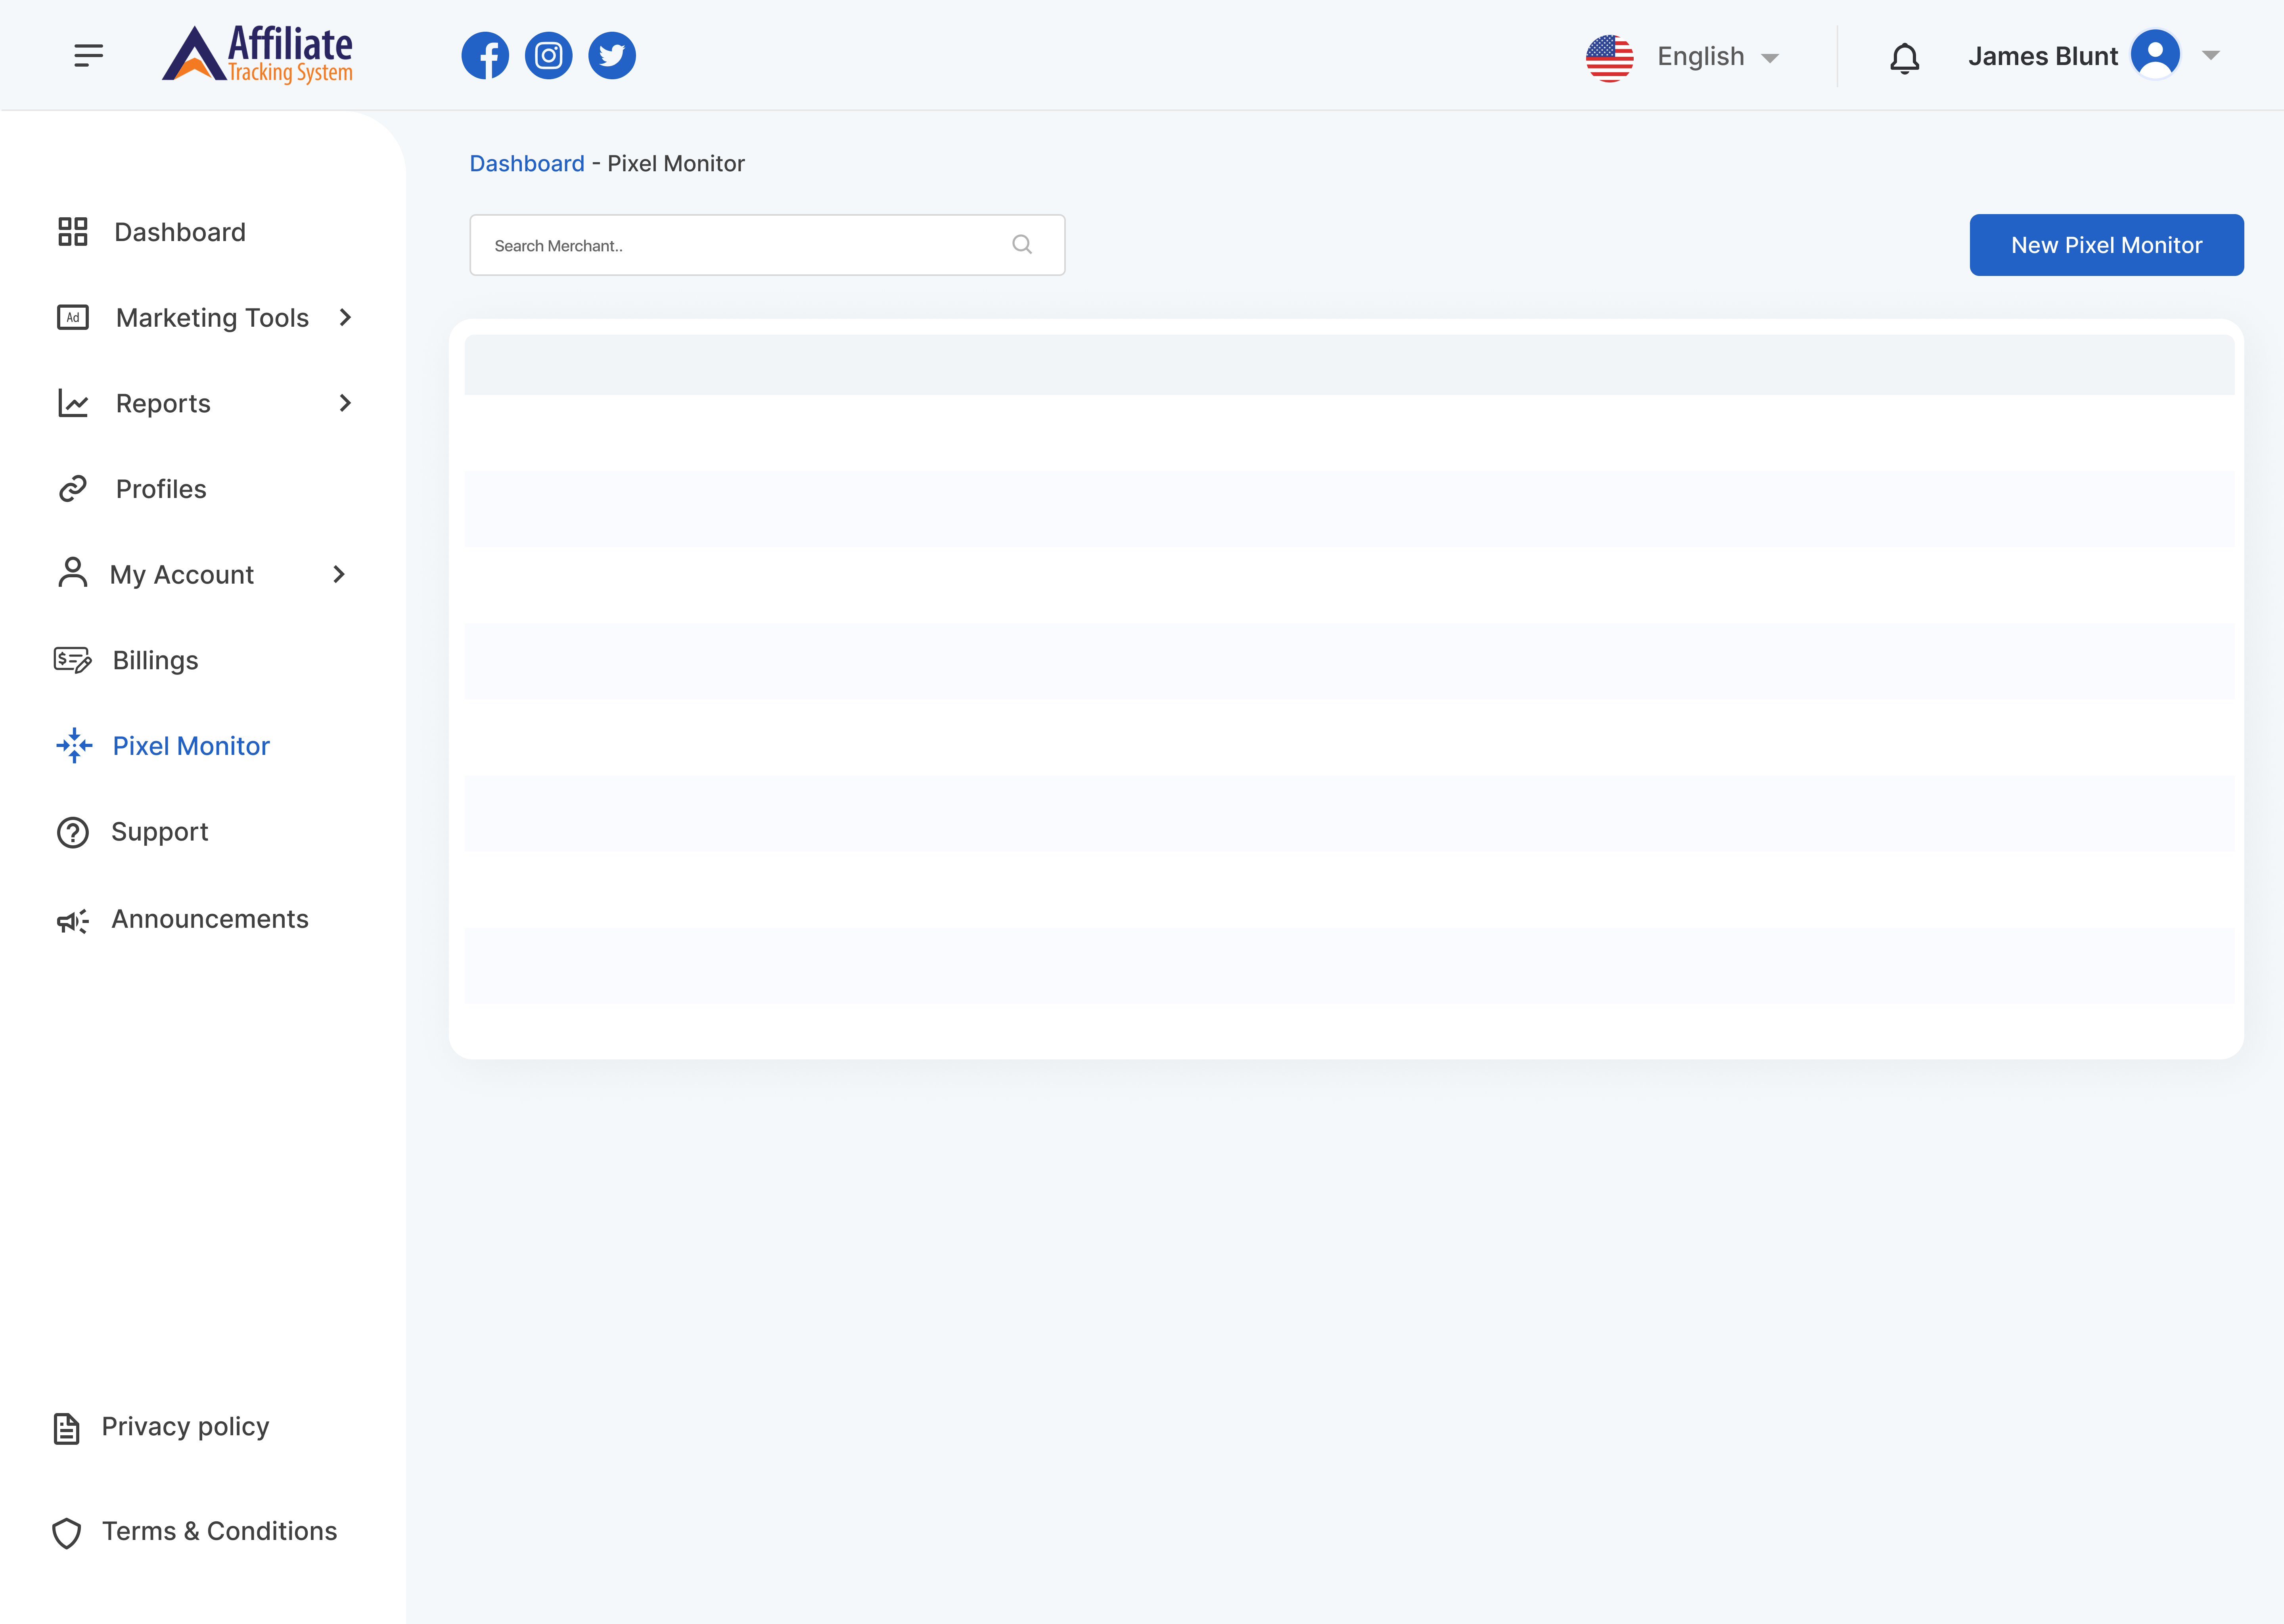 Affiliate
Tracking System
English
James Blunt
Dashboard - Pixel Monitor
Search Merchant..
New Pixel Monitor
Dashboard
Ad
Marketing Tools
Reports
Profiles
My Account
$
Billings
Pixel Monitor
Support
Announcements
Privacy policy
Terms & Conditions